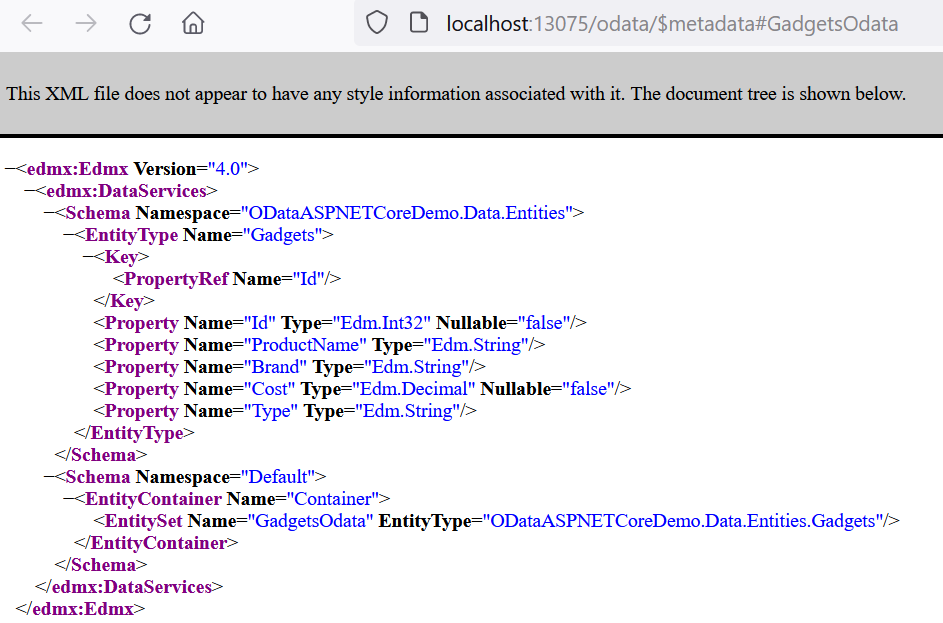 localhost:13075/odata/$metadata#GadgetsOdata
This XML file does not appear to have any style information associated with it. The document tree is shown below.
−<edmx:Edmx Version="4.0">
−<edmx:DataServices>
−<Schema Namespace="ODataASPNETCoreDemo.Data.Entities">
−<EntityType Name="Gadgets">
−<Key>
<PropertyRef Name="Id"/>
</Key>
<Property Name="Id" Type="Edm.Int32" Nullable="false"/>
<Property Name="ProductName" Type="Edm.String"/>
<Property Name="Brand" Type="Edm.String"/>
<Property Name="Cost" Type="Edm.Decimal" Nullable="false"/>
<Property Name="Type" Type="Edm.String"/>
</EntityType>
</Schema>
−<Schema Namespace="Default">
−<EntityContainer Name="Container">
<EntitySet Name="GadgetsOdata" EntityType="ODataASPNETCoreDemo.Data.Entities.Gadgets"/>
</EntityContainer>
</Schema>
</edmx:DataServices>
</edmx:Edmx>